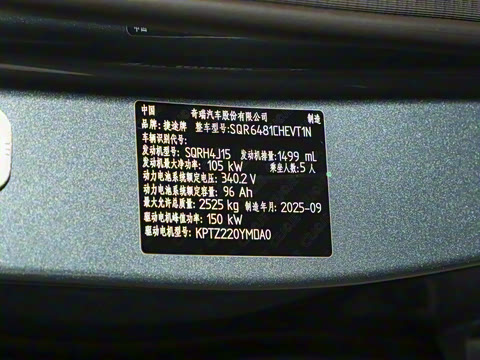 中国 奇瑞汽车股份有限公司 制造
品牌:捷途牌 整车型号:SQR6481CHEVT1N
车辆识别代号:
发动机型号:SQRH4J15 发动机排量:1499 mL
发动机最大净功率:105 kW 乘坐人数:5 人
动力电池系统额定电压:340.2 V
动力电池系统额定容量:96 Ah
最大允许总质量:2525 kg 制造年月:2025-09
驱动电机峰值功率:150 kW
驱动电机型号:KPTZ220YMDA0